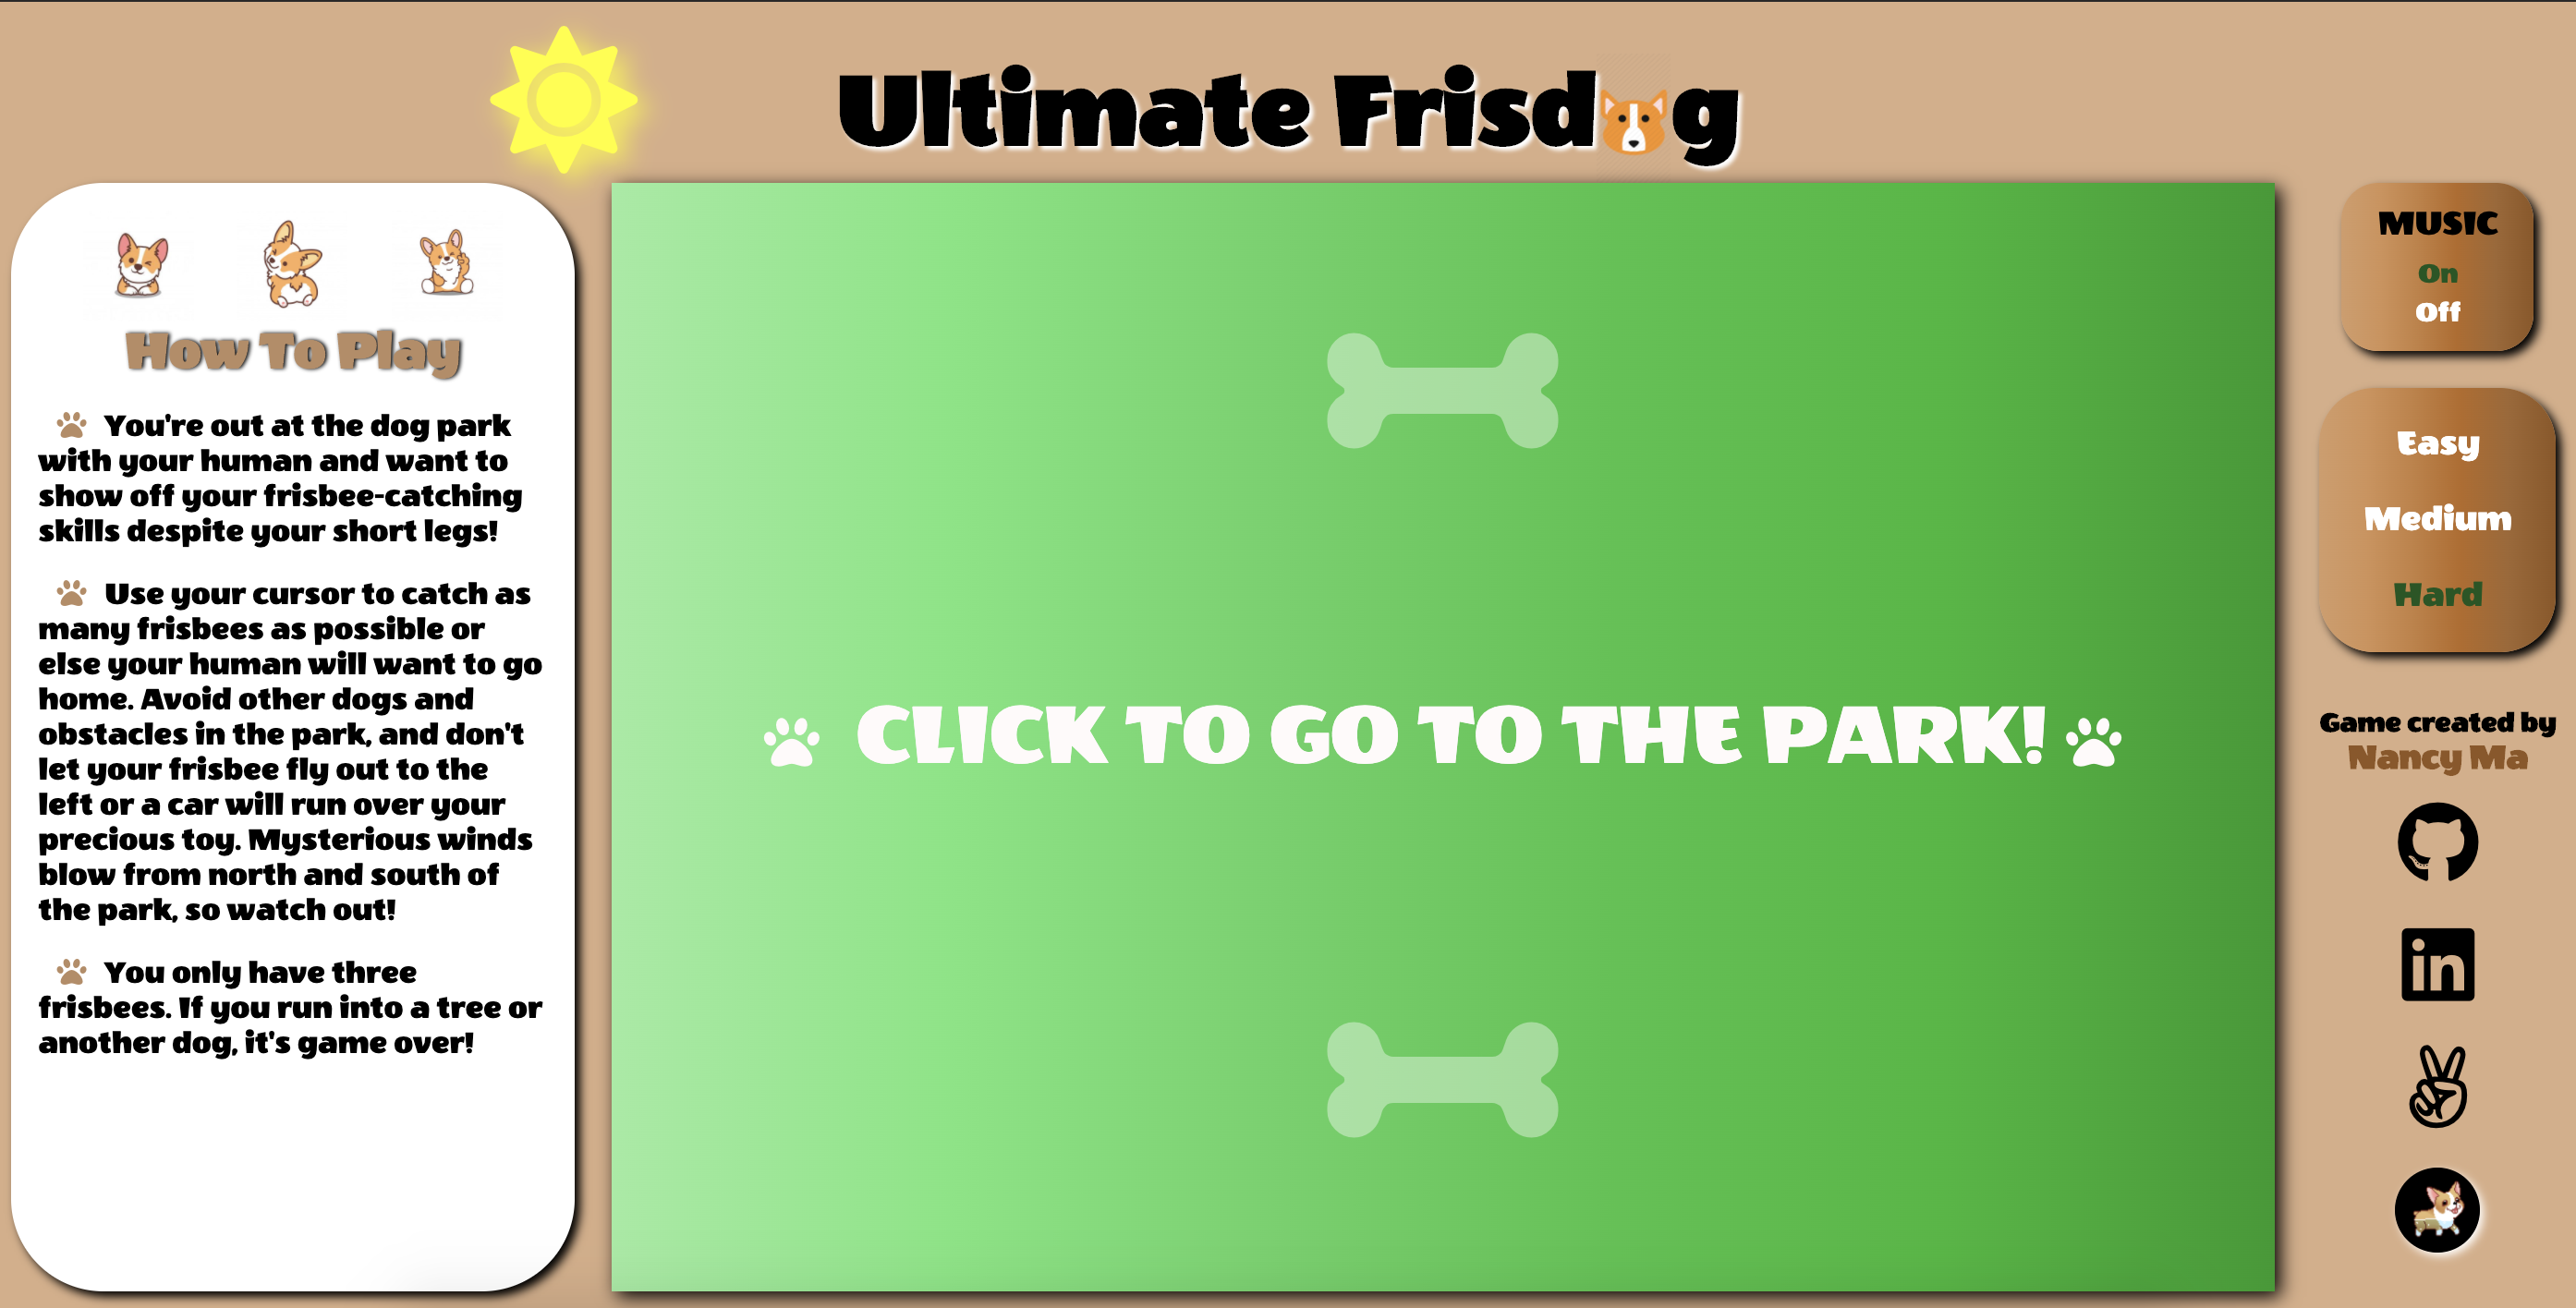 Ultimate Frisdog
How To Play
You're out at the dog park
with your human and want to
show off your frisbee-catching
skills despite your short legs!
Use your cursor to catch as
many frisbees as possible or
else your human will want to go
home. Avoid other dogs and
obstacles in the park, and don't
let your frisbee fly out to the
left or a car will run over your
precious toy. Mysterious winds
blow from north and south of
the park, so watch out!
You only have three
frisbees. If you run into a tree or
another dog, it's game over!
CLICK TO GO TO THE PARK!
MUSIC
On
Off
Easy
Medium
Hard
Game created by
Nancy Ma
in